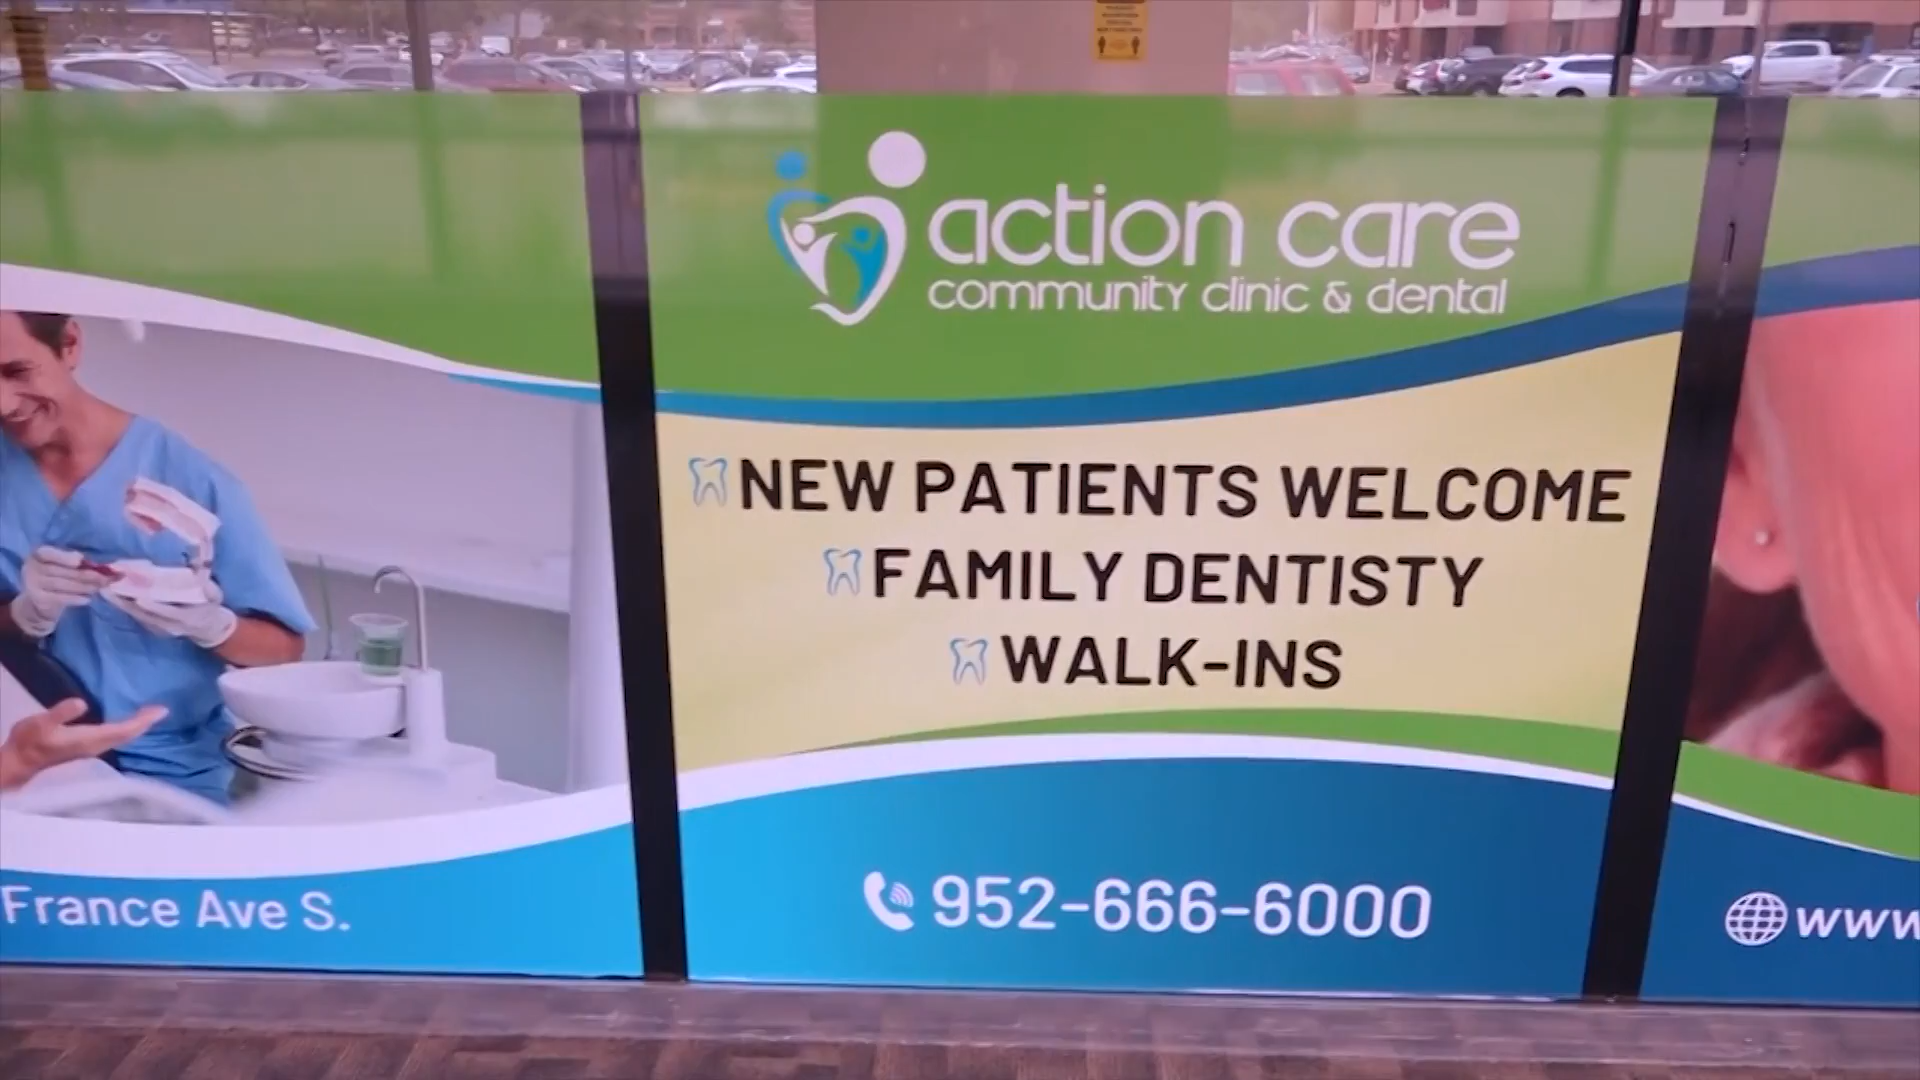 action care
community clinic & dental
NEW PATIENTS WELCOME
FAMILY DENTISTY
WALK-INS
France Ave S.
952-666-6000
www